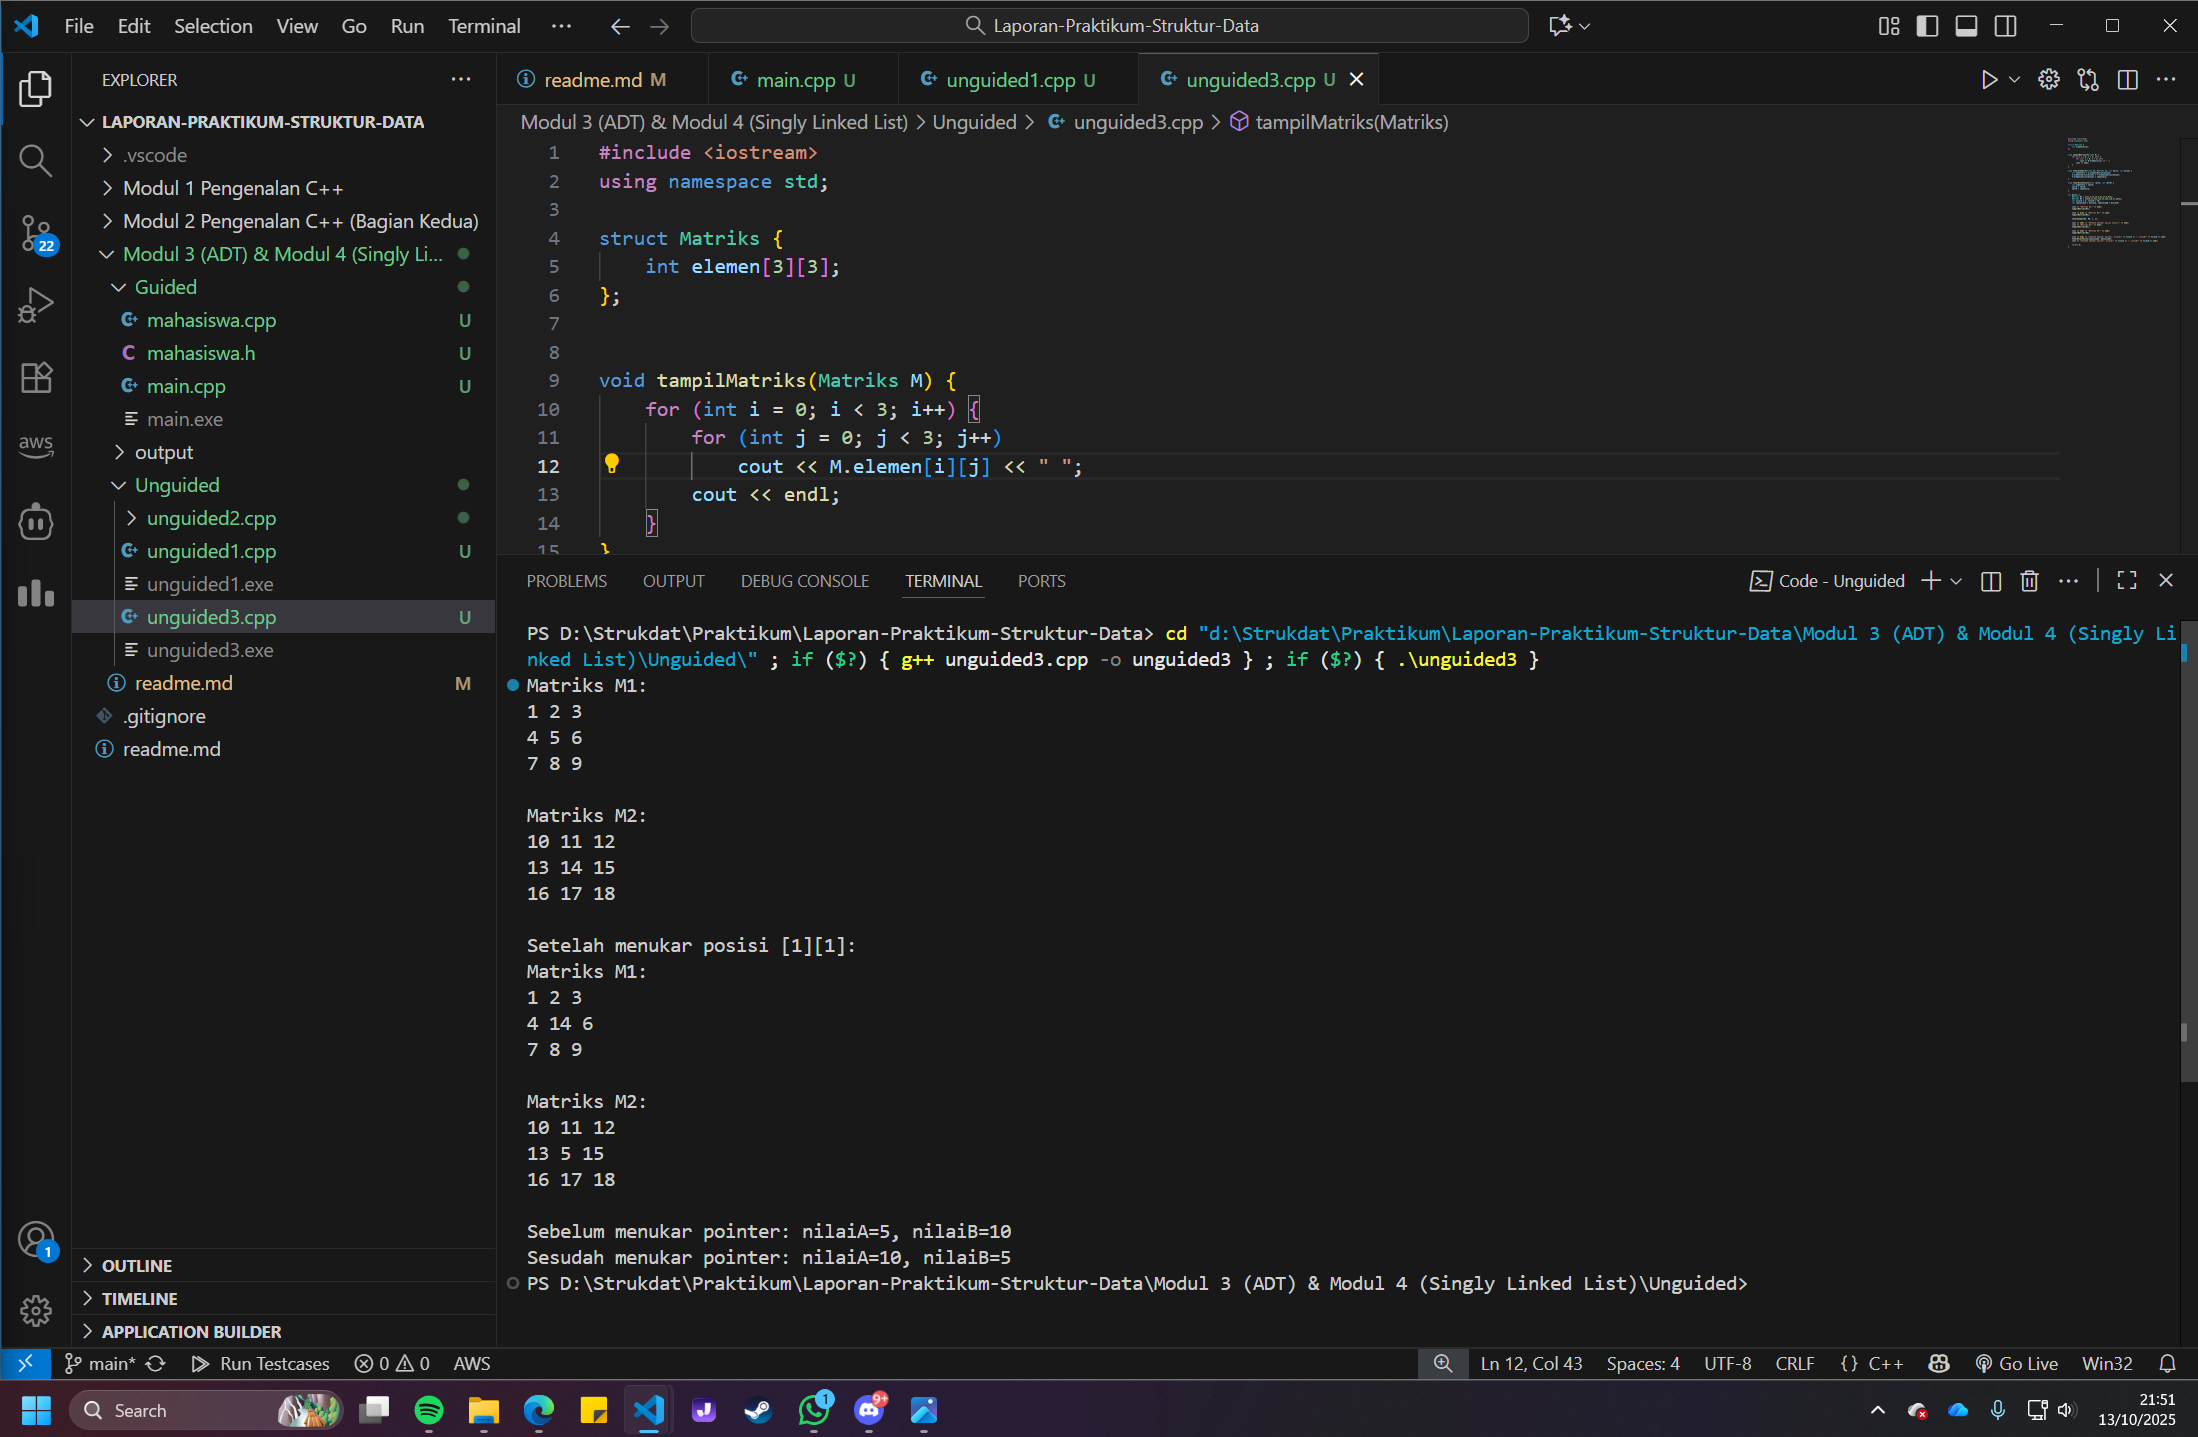 File Edit Selection View Go Run Terminal ···
Laporan-Praktikum-Struktur-Data
EXPLORER
LAPORAN-PRAKTIKUM-STRUKTUR-DATA
.vscode
Modul 1 Pengenalan C++
Modul 2 Pengenalan C++ (Bagian Kedua)
Modul 3 (ADT) & Modul 4 (Singly Li...
Guided
mahasiswa.cpp U
C mahasiswa.h U
main.cpp U
main.exe
output
Unguided
unguided2.cpp
unguided1.cpp U
unguided1.exe
unguided3.cpp U
unguided3.exe
readme.md M
.gitignore
readme.md
OUTLINE
TIMELINE
APPLICATION BUILDER
22
aws
1
readme.md M main.cpp U unguided1.cpp U unguided3.cpp U
Modul 3 (ADT) & Modul 4 (Singly Linked List) > Unguided > unguided3.cpp > tampilMatriks(Matriks)
1 #include <iostream>
2 using namespace std;
3
4 struct Matriks {
5 int elemen[3][3];
6 };
7
8
9 void tampilMatriks(Matriks M) {
10 for (int i = 0; i < 3; i++) {
11 for (int j = 0; j < 3; j++)
12 cout << M.elemen[i][j] << " ";
13 cout << endl;
14 }
15 }
PROBLEMS OUTPUT DEBUG CONSOLE TERMINAL PORTS
Code - Unguided
PS D:\Strukdat\Praktikum\Laporan-Praktikum-Struktur-Data> cd "d:\Strukdat\Praktikum\Laporan-Praktikum-Struktur-Data\Modul 3 (ADT) & Modul 4 (Singly Li
nked List)\Unguided\" ; if ($?) { g++ unguided3.cpp -o unguided3 } ; if ($?) { .\unguided3 }
Matriks M1:
1 2 3
4 5 6
7 8 9
Matriks M2:
10 11 12
13 14 15
16 17 18
Setelah menukar posisi [1][1]:
Matriks M1:
1 2 3
4 14 6
7 8 9
Matriks M2:
10 11 12
13 5 15
16 17 18
Sebelum menukar pointer: nilaiA=5, nilaiB=10
Sesudah menukar pointer: nilaiA=10, nilaiB=5
PS D:\Strukdat\Praktikum\Laporan-Praktikum-Struktur-Data\Modul 3 (ADT) & Modul 4 (Singly Linked List)\Unguided>
main* Run Testcases 0 0 AWS
Ln 12, Col 43 Spaces: 4 UTF-8 CRLF {} C++ Go Live Win32
Search
1
9+
21:51
13/10/2025